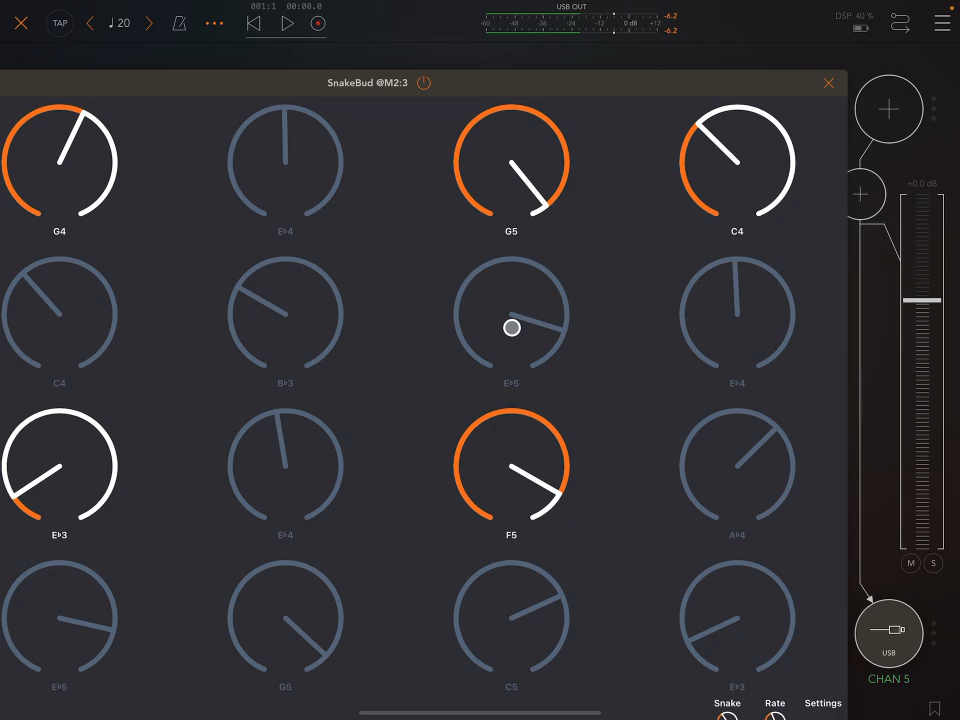 001:1 00:00.0
USB OUT
TAP
♩20
-60 -48 -36 -24 -12 0 dB +12
-6.2
-6.2
DSP: 40 %
SnakeBud @M2:3
+0.0 dB
G4 E♭4 G5 C4
C4 B♭3 E♭5 E♭4
E♭3 E♭4 F5 A♭4
M S
E♭5 G5 C5 E♭3
USB
CHAN 5
Snake Rate Settings